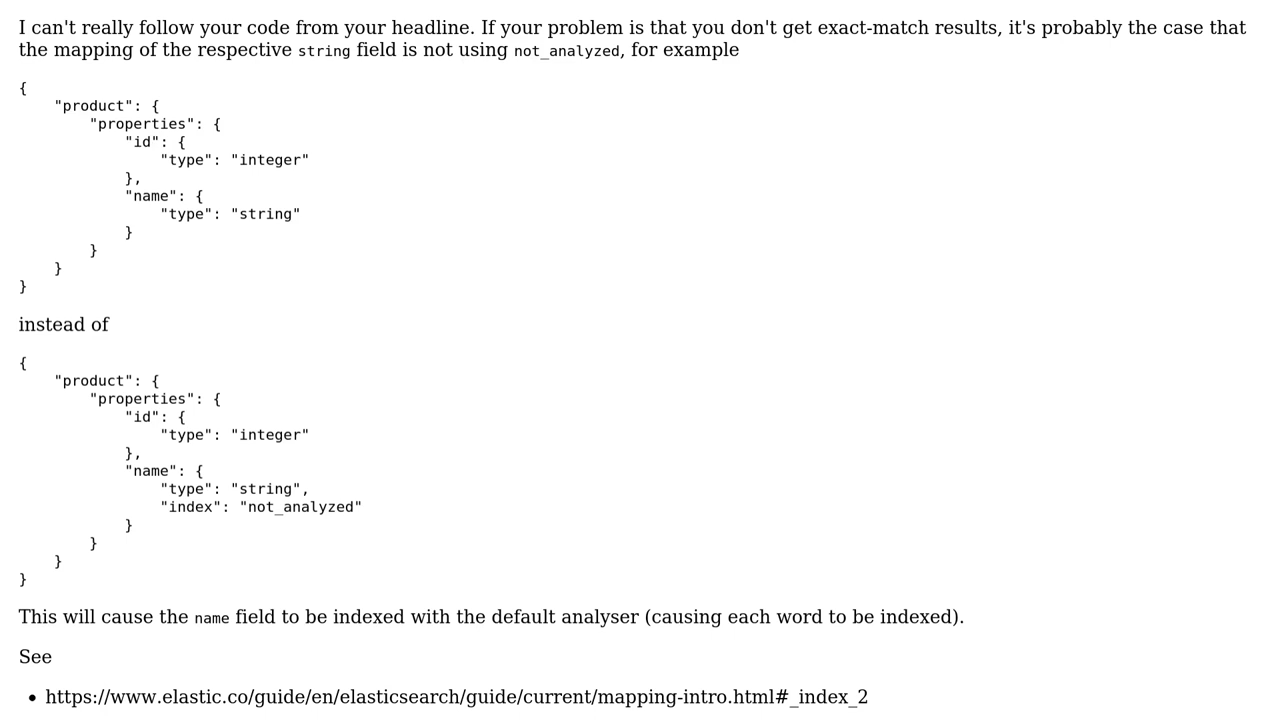 I can't really follow your code from your headline. If your problem is that you don't get exact-match results, it's probably the case that
the mapping of the respective string field is not using not_analyzed, for example
{
    "product": {
        "properties": {
            "id": {
                "type": "integer"
            },
            "name": {
                "type": "string"
            }
        }
    }
}
instead of
{
    "product": {
        "properties": {
            "id": {
                "type": "integer"
            },
            "name": {
                "type": "string",
                "index": "not_analyzed"
            }
        }
    }
}
This will cause the name field to be indexed with the default analyser (causing each word to be indexed).
See
• https://www.elastic.co/guide/en/elasticsearch/guide/current/mapping-intro.html#_index_2